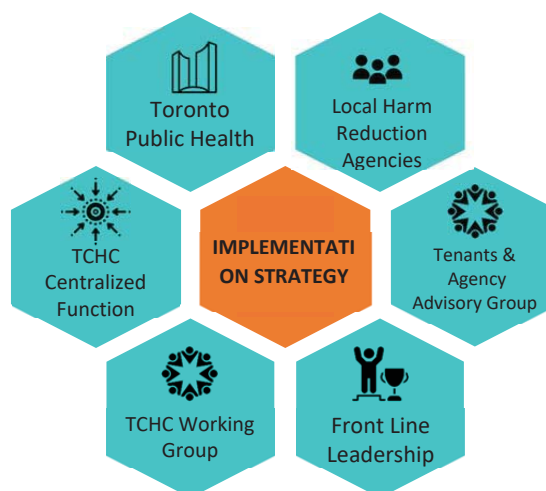 Toronto
Public Health
Local Harm
Reduction
Agencies
TCHC
Centralized
Function
IMPLEMENTATI
ON STRATEGY
Tenants &
Agency
Advisory Group
TCHC Working
Group
Front Line
Leadership